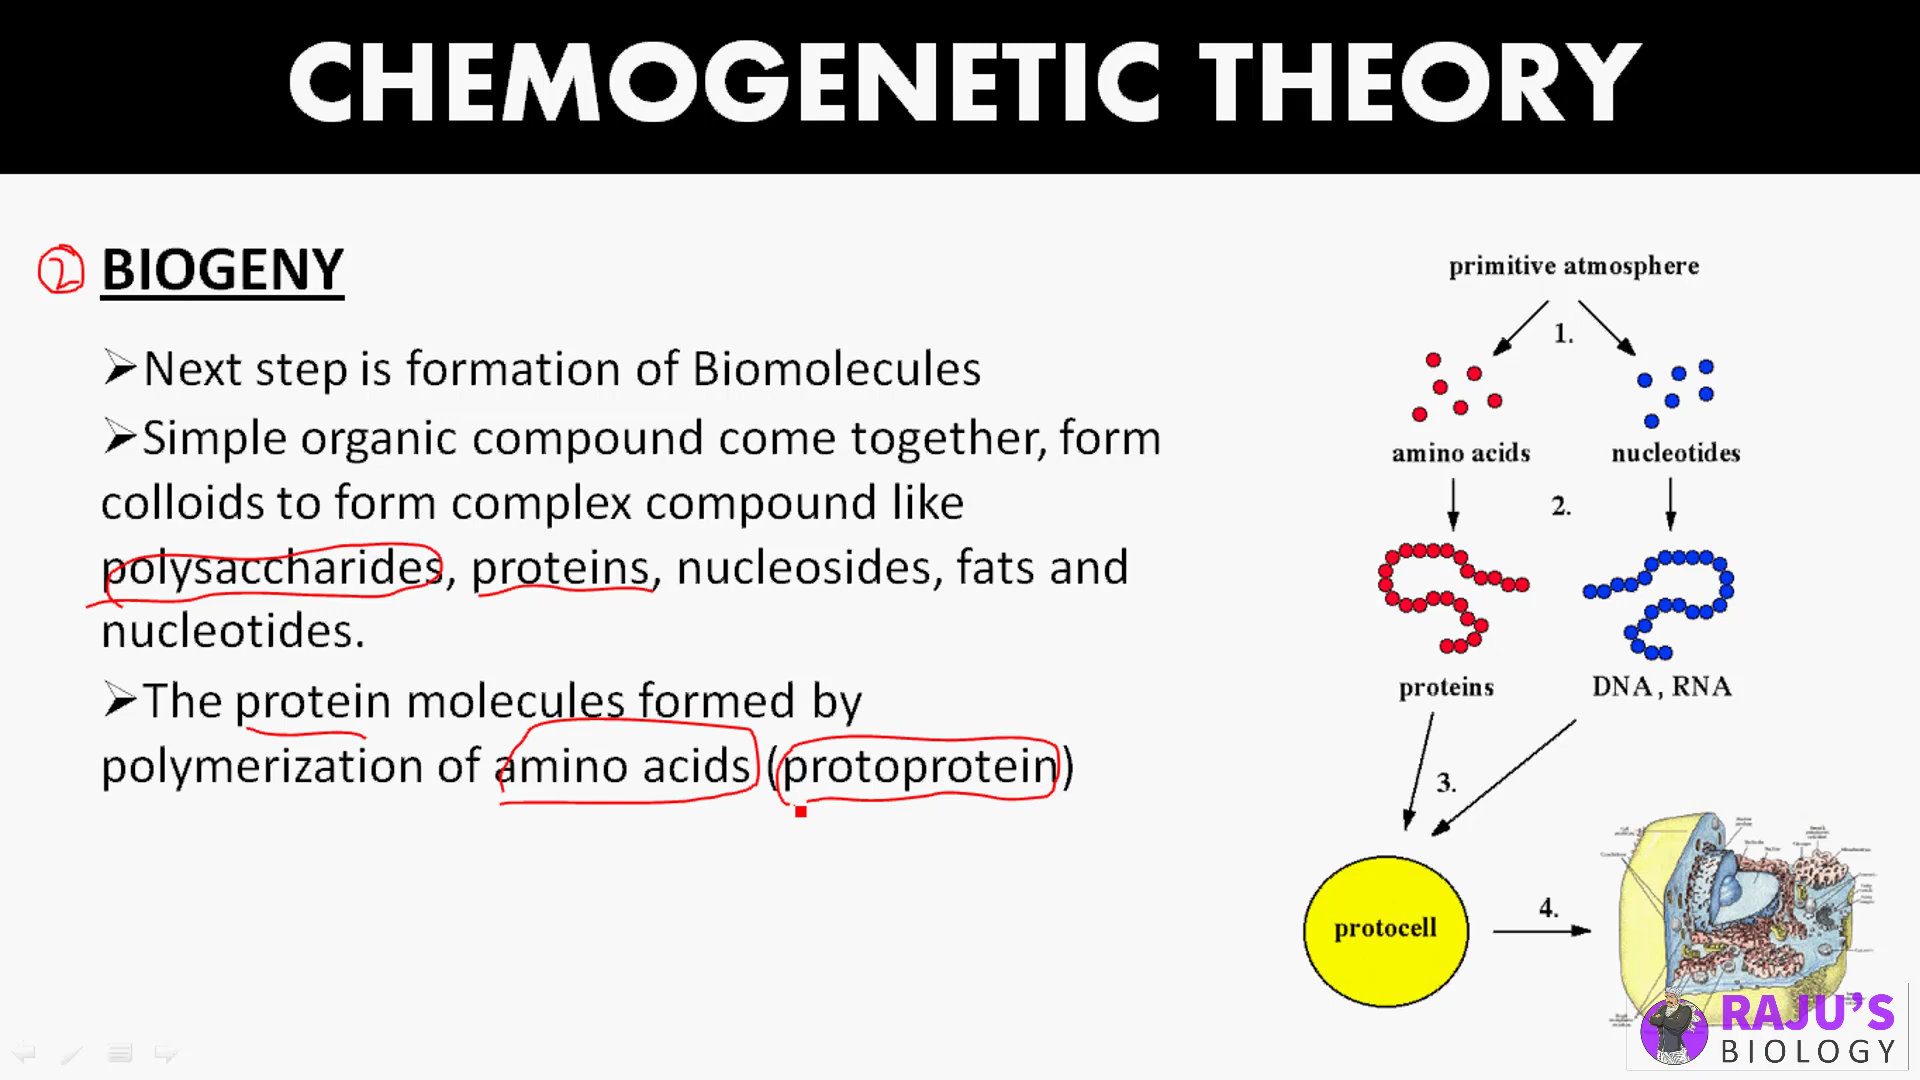 CHEMOGENETIC THEORY
2 BIOGENY
➢Next step is formation of Biomolecules
➢Simple organic compound come together, form
colloids to form complex compound like
polysaccharides, proteins, nucleosides, fats and
nucleotides.
➢The protein molecules formed by
polymerization of amino acids (protoprotein)
primitive atmosphere
1.
amino acids nucleotides
2.
proteins DNA, RNA
3.
protocell
4.
RAJU'S
BIOLOGY